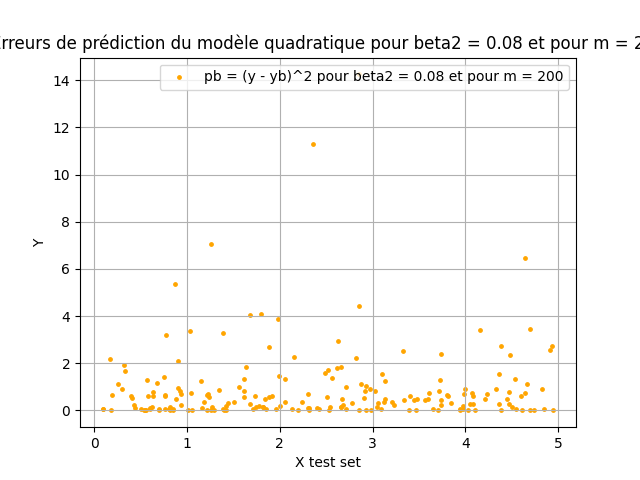 rreurs de prédiction du modèle quadratique pour beta2 = 0.08 et pour m = 2
pb = (y - yb)^2 pour beta2 = 0.08 et pour m = 200
14
12
10
8
6
4
2
0
Y
0 1 2 3 4 5
X test set